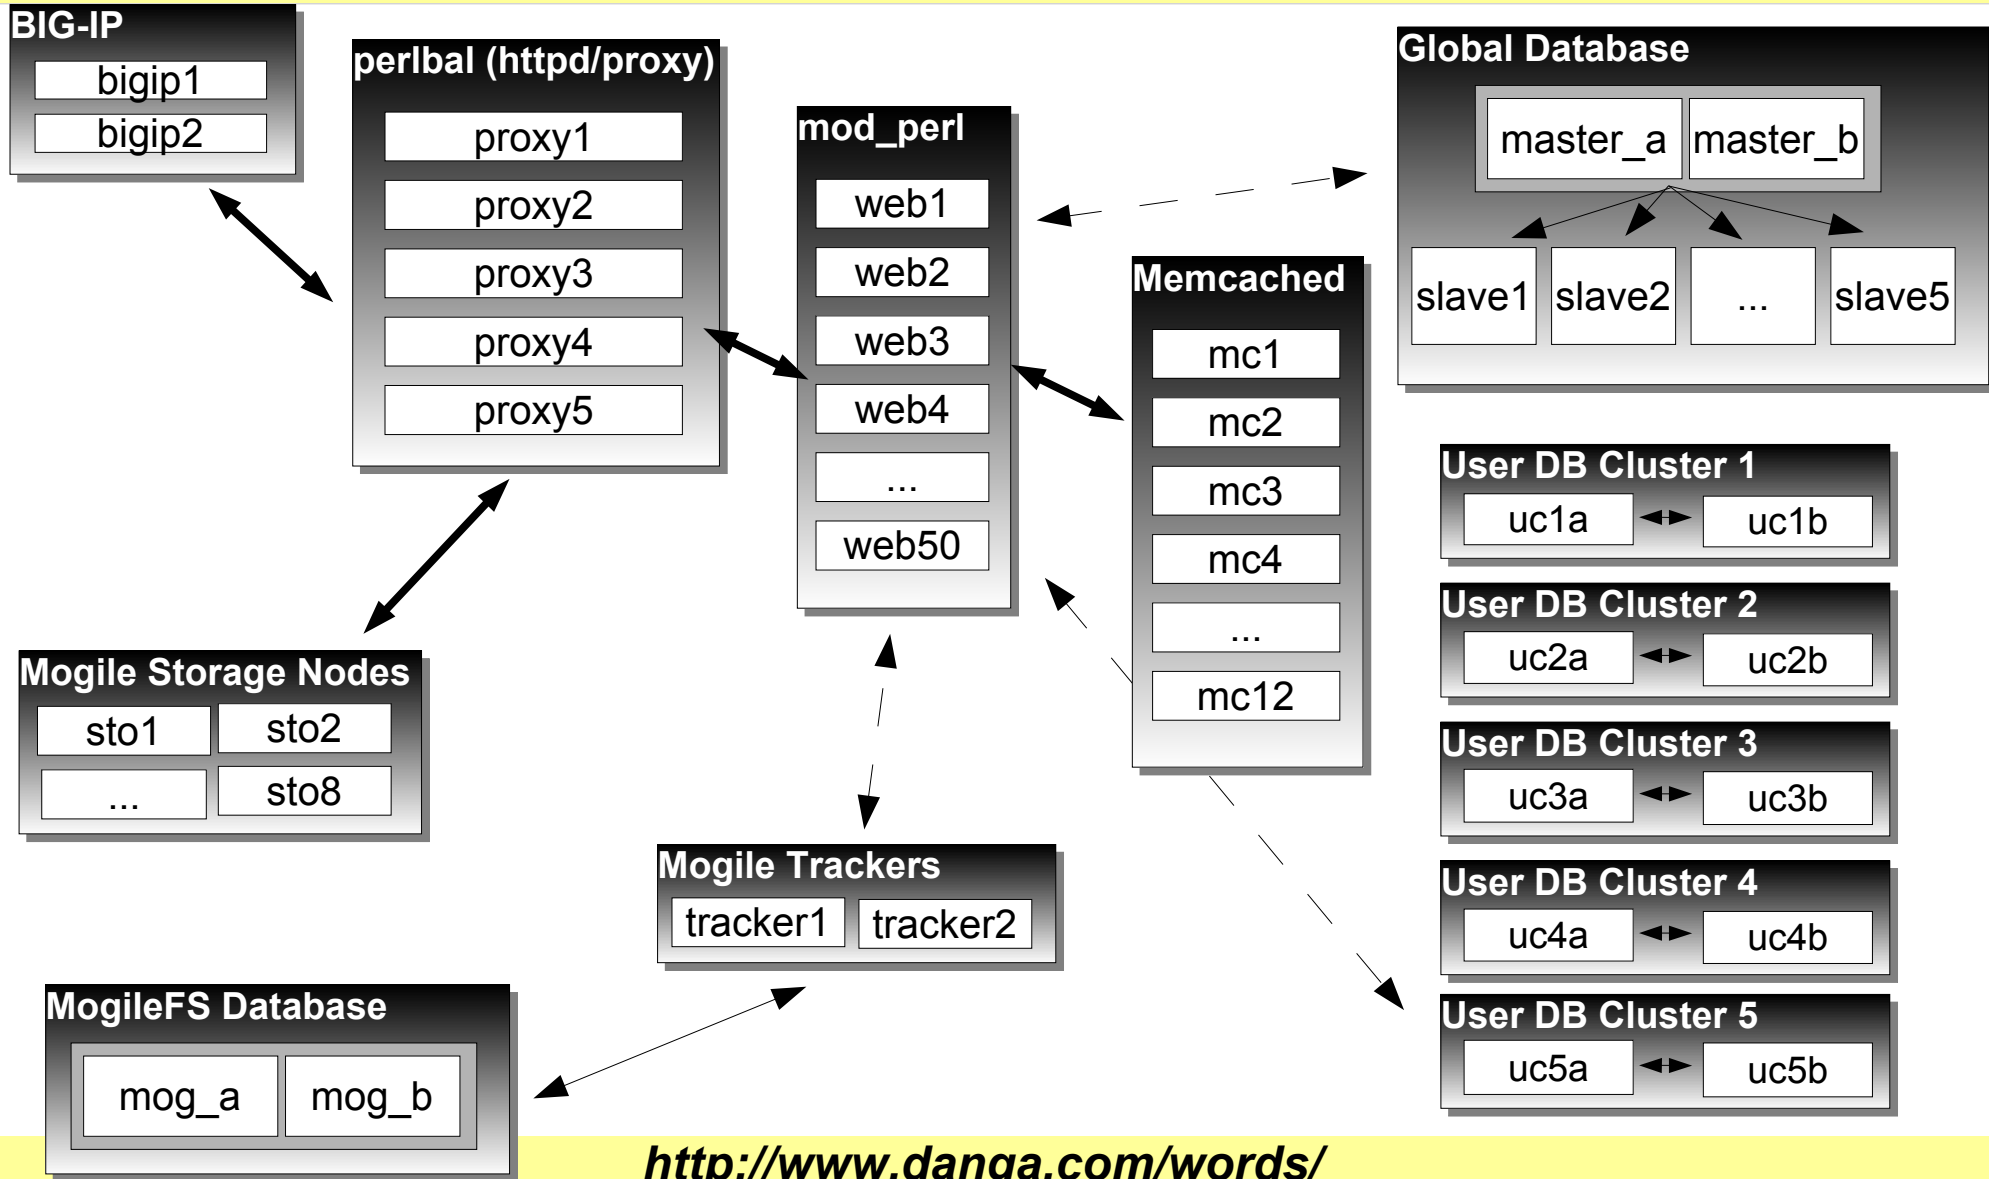 BIG-IP
bigip1
bigip2
perlbal (httpd/proxy)
proxy1
proxy2
proxy3
proxy4
proxy5
mod_perl
web1
web2
web3
web4
...
web50
Memcached
mc1
mc2
mc3
mc4
...
mc12
Global Database
master_a
master_b
slave1
slave2
...
slave5
User DB Cluster 1
uc1a
uc1b
User DB Cluster 2
uc2a
uc2b
User DB Cluster 3
uc3a
uc3b
User DB Cluster 4
uc4a
uc4b
User DB Cluster 5
uc5a
uc5b
Mogile Storage Nodes
sto1
sto2
...
sto8
Mogile Trackers
tracker1
tracker2
MogileFS Database
mog_a
mog_b
http://www.danga.com/words/